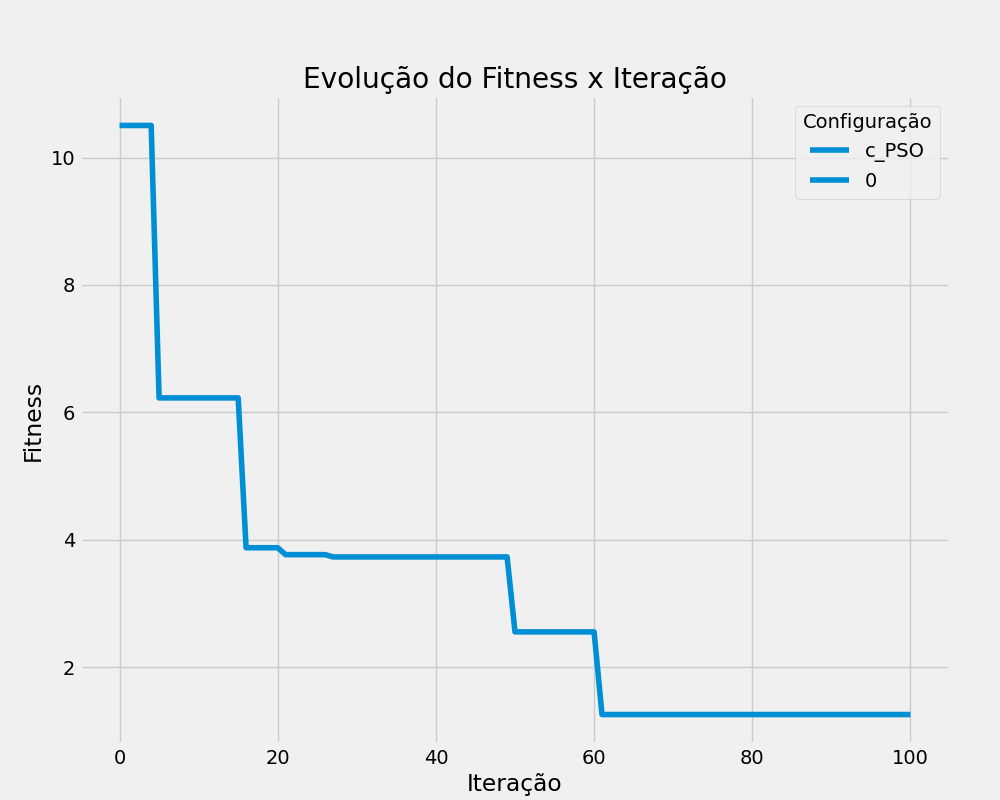 Evolução do Fitness x Iteração
Configuração
c_PSO
0
Fitness
10
8
6
4
2
0 20 40 60 80 100
Iteração